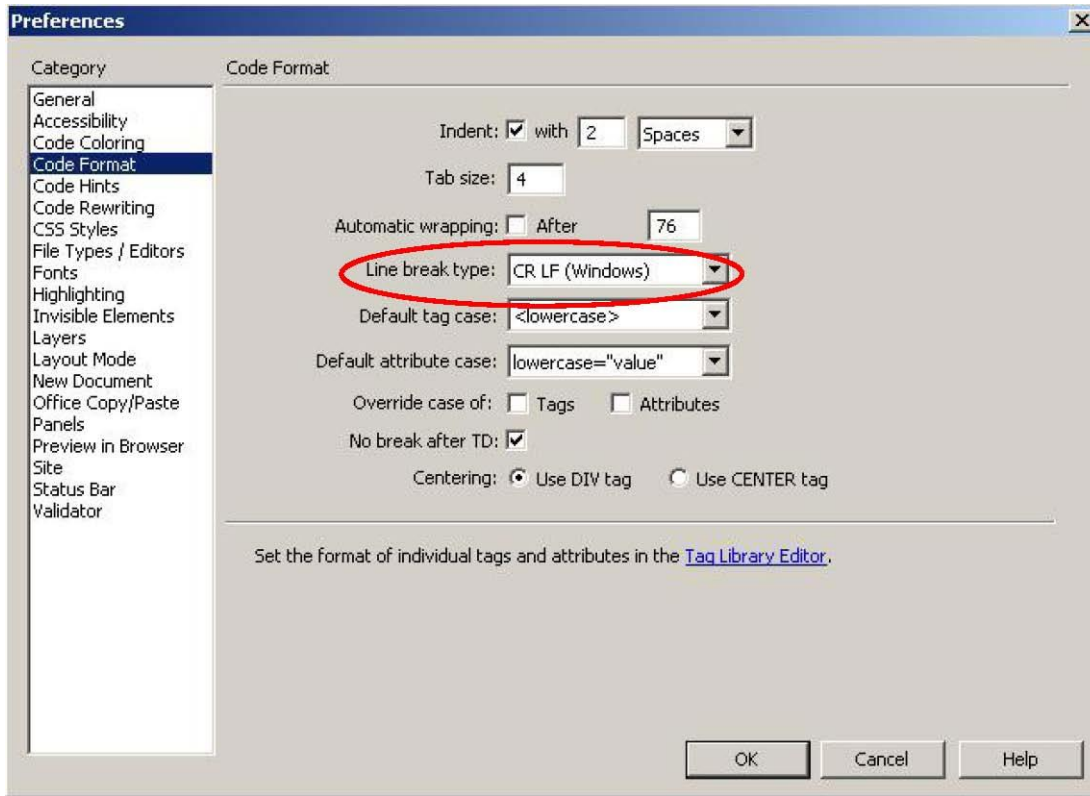 Preferences
Category
General
Accessibility
Code Coloring
Code Format
Code Hints
Code Rewriting
CSS Styles
File Types / Editors
Fonts
Highlighting
Invisible Elements
Layers
Layout Mode
New Document
Office Copy/Paste
Panels
Preview in Browser
Site
Status Bar
Validator
Code Format
Indent: with 2 Spaces
Tab size: 4
Automatic wrapping: After 76
Line break type: CR LF (Windows)
Default tag case: <lowercase>
Default attribute case: lowercase="value"
Override case of: Tags Attributes
No break after TD:
Centering: Use DIV tag Use CENTER tag
Set the format of individual tags and attributes in the Tag Library Editor.
OK Cancel Help